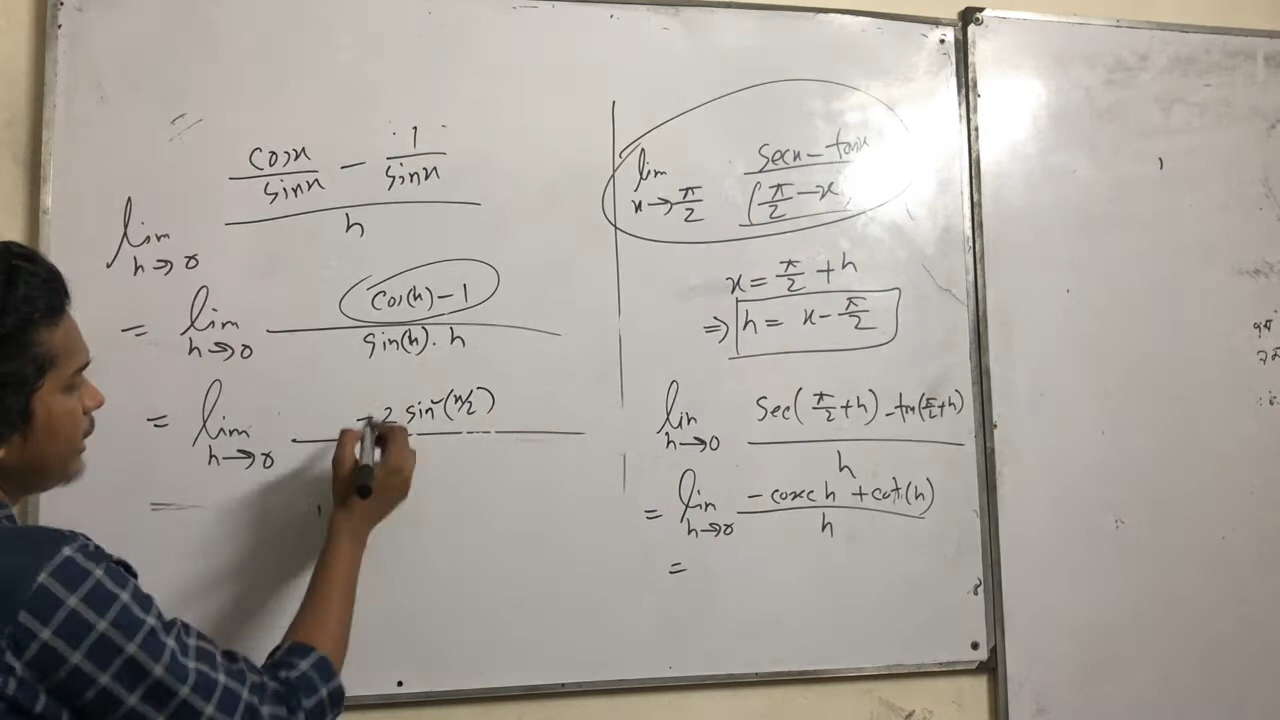 lim h→0 (cosx/sinx − 1/sinx) / h
= lim h→0 (cos(h) − 1) / (sin(h) · h)
= lim h→0 −2 sin²(x/2)
=
lim x→π/2 (secx − tanx) / (π/2 − x)
x = π/2 + h
⇒ h = x − π/2
lim h→0 (sec(π/2 + h) − tan(π/2 + h)) / h
= lim h→0 (−cosec h + cot(h)) / h
=